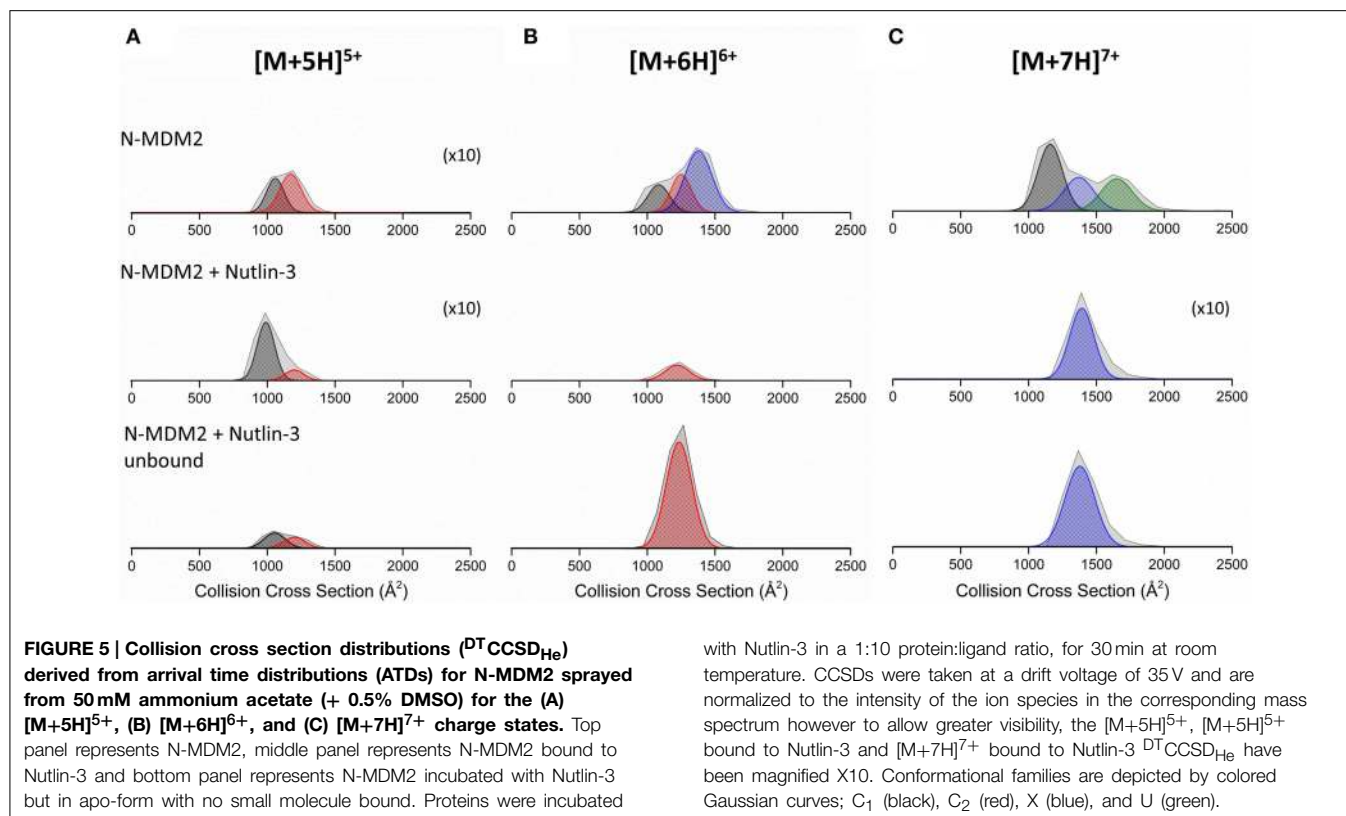 A
B
C
[M+5H]5+
[M+6H]6+
[M+7H]7+
N-MDM2
(x10)
0 500 1000 1500 2000 2500
0 500 1000 1500 2000 2500
0 500 1000 1500 2000 2500
N-MDM2 + Nutlin-3
(x10)
(x10)
0 500 1000 1500 2000 2500
0 500 1000 1500 2000 2500
0 500 1000 1500 2000 2500
N-MDM2 + Nutlin-3
unbound
0 500 1000 1500 2000 2500
0 500 1000 1500 2000 2500
0 500 1000 1500 2000 2500
Collision Cross Section (Å²)
Collision Cross Section (Å²)
Collision Cross Section (Å²)
FIGURE 5 | Collision cross section distributions (DTCCSDHe)
derived from arrival time distributions (ATDs) for N-MDM2 sprayed
from 50 mM ammonium acetate (+ 0.5% DMSO) for the (A)
[M+5H]5+, (B) [M+6H]6+, and (C) [M+7H]7+ charge states. Top
panel represents N-MDM2, middle panel represents N-MDM2 bound to
Nutlin-3 and bottom panel represents N-MDM2 incubated with Nutlin-3
but in apo-form with no small molecule bound. Proteins were incubated
with Nutlin-3 in a 1:10 protein:ligand ratio, for 30 min at room
temperature. CCSDs were taken at a drift voltage of 35 V and are
normalized to the intensity of the ion species in the corresponding mass
spectrum however to allow greater visibility, the [M+5H]5+, [M+5H]5+
bound to Nutlin-3 and [M+7H]7+ bound to Nutlin-3 DTCCSDHe have
been magnified X10. Conformational families are depicted by colored
Gaussian curves; C1 (black), C2 (red), X (blue), and U (green).